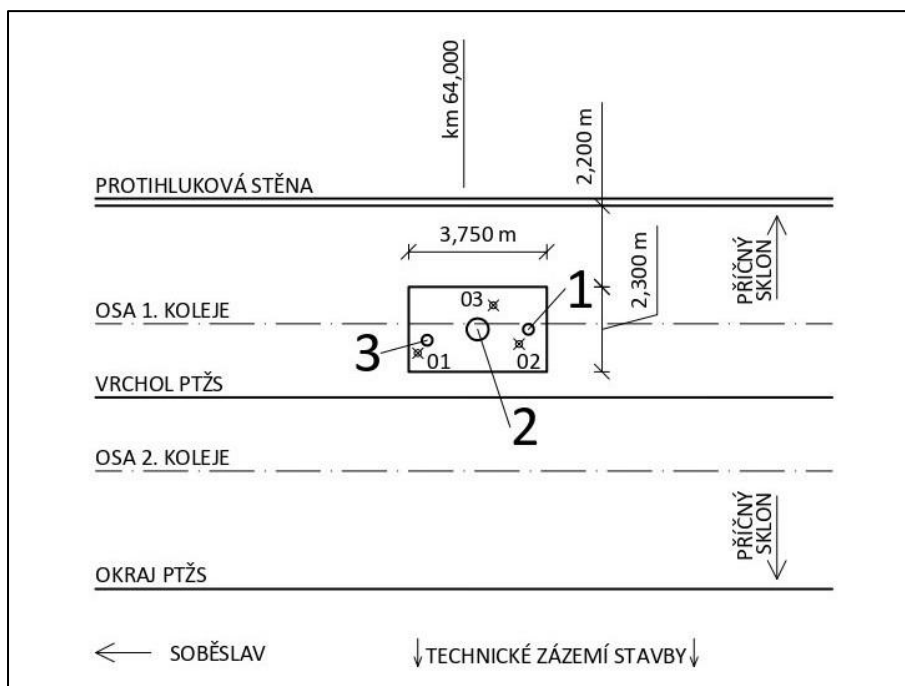 km 64,000
2,200 m
PROTIHLUKOVÁ STĚNA
3,750 m
2,300 m
PŘÍČNÝ
SKLON
03
1
OSA 1. KOLEJE
3
01
02
VRCHOL PTŽS
2
OSA 2. KOLEJE
PŘÍČNÝ
SKLON
OKRAJ PTŽS
SOBĚSLAV
TECHNICKÉ ZÁZEMÍ STAVBY